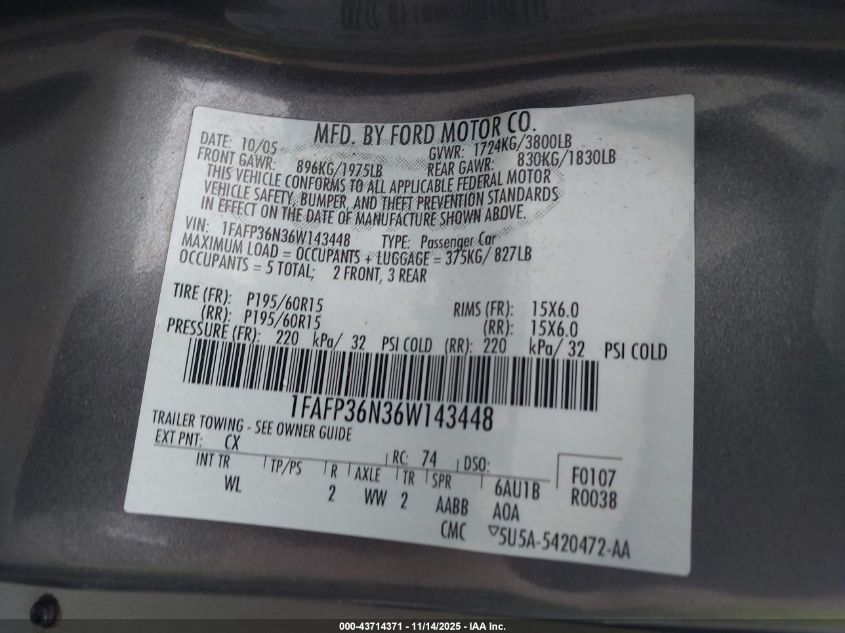 MFD. BY FORD MOTOR CO.
DATE: 10/05 GVWR: 1724KG/3800LB
FRONT GAWR: 896KG/1975LB REAR GAWR: 830KG/1830LB
THIS VEHICLE CONFORMS TO ALL APPLICABLE FEDERAL MOTOR
VEHICLE SAFETY, BUMPER, AND THEFT PREVENTION STANDARDS
IN EFFECT ON THE DATE OF MANUFACTURE SHOWN ABOVE.
VIN: 1FAFP36N36W143448 TYPE: Passenger Car
MAXIMUM LOAD = OCCUPANTS + LUGGAGE = 375KG/ 827LB
OCCUPANTS = 5 TOTAL; 2 FRONT, 3 REAR
TIRE (FR): P195/60R15 RIMS (FR): 15X6.0
(RR): P195/60R15 (RR): 15X6.0
PRESSURE (FR): 220 kPa/ 32 PSI COLD (RR): 220 kPa/ 32 PSI COLD
1FAFP36N36W143448
TRAILER TOWING - SEE OWNER GUIDE
EXT PNT: CX RC: 74 DSO:
INT TR TP/PS R AXLE TR SPR 6AU1B F0107
WL 2 WW 2 AABB A0A R0038
CMC 5U5A-5420472-AA
000-43714371 - 11/14/2025 - IAA Inc.